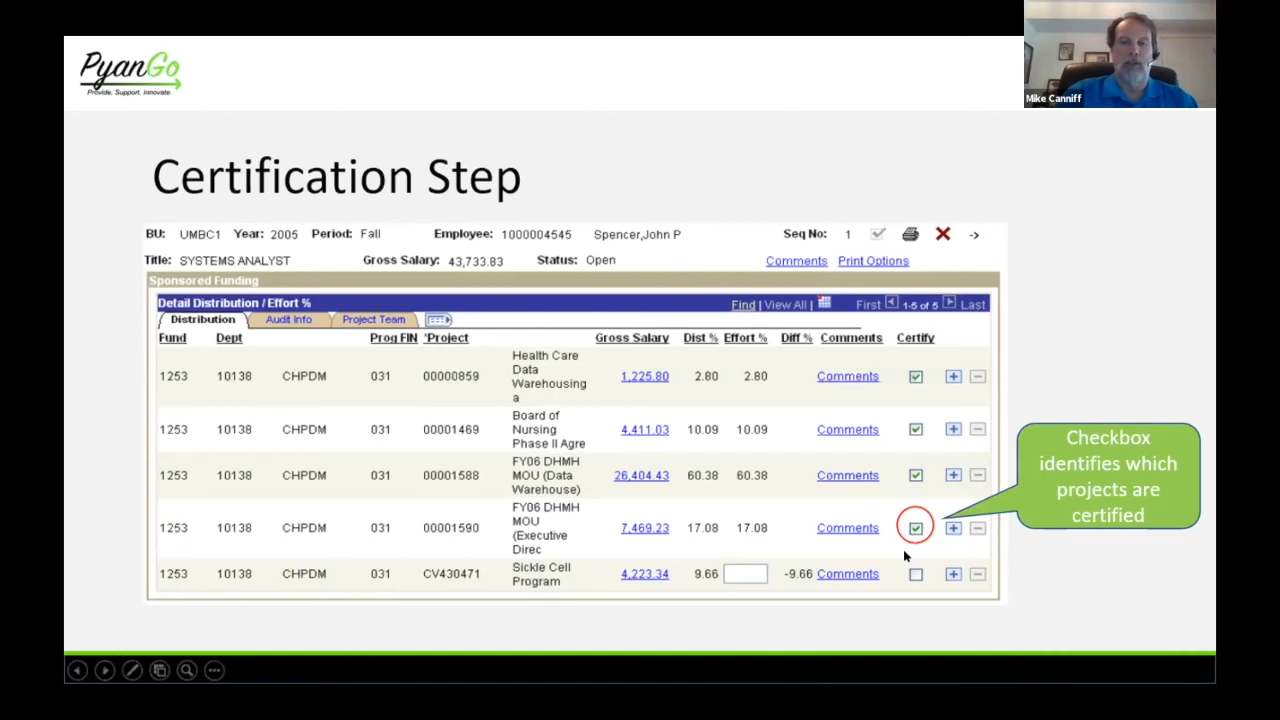 PyanGo
Provide. Support. Innovate.
Mike Canniff
Certification Step
BU: UMBC1 Year: 2005 Period: Fall Employee: 1000004545 Spencer,John P Seq No: 1 ->
Title: SYSTEMS ANALYST Gross Salary: 43,733.83 Status: Open Comments Print Options
Sponsored Funding
Detail Distribution / Effort % Find | View All | First 1-5 of 5 Last
Distribution Audit Info Project Team
Fund Dept Prog FIN *Project Gross Salary Dist % Effort % Diff % Comments Certify
1253 10138 CHPDM 031 00000859 Health Care Data Warehousing a 1,225.80 2.80 2.80 Comments
1253 10138 CHPDM 031 00001469 Board of Nursing Phase II Agre 4,411.03 10.09 10.09 Comments
1253 10138 CHPDM 031 00001588 FY06 DHMH MOU (Data Warehouse) 26,404.43 60.38 60.38 Comments
1253 10138 CHPDM 031 00001590 FY06 DHMH MOU (Executive Direc 7,469.23 17.08 17.08 Comments
1253 10138 CHPDM 031 CV430471 Sickle Cell Program 4,223.34 9.66 -9.66 Comments
Checkbox
identifies which
projects are
certified